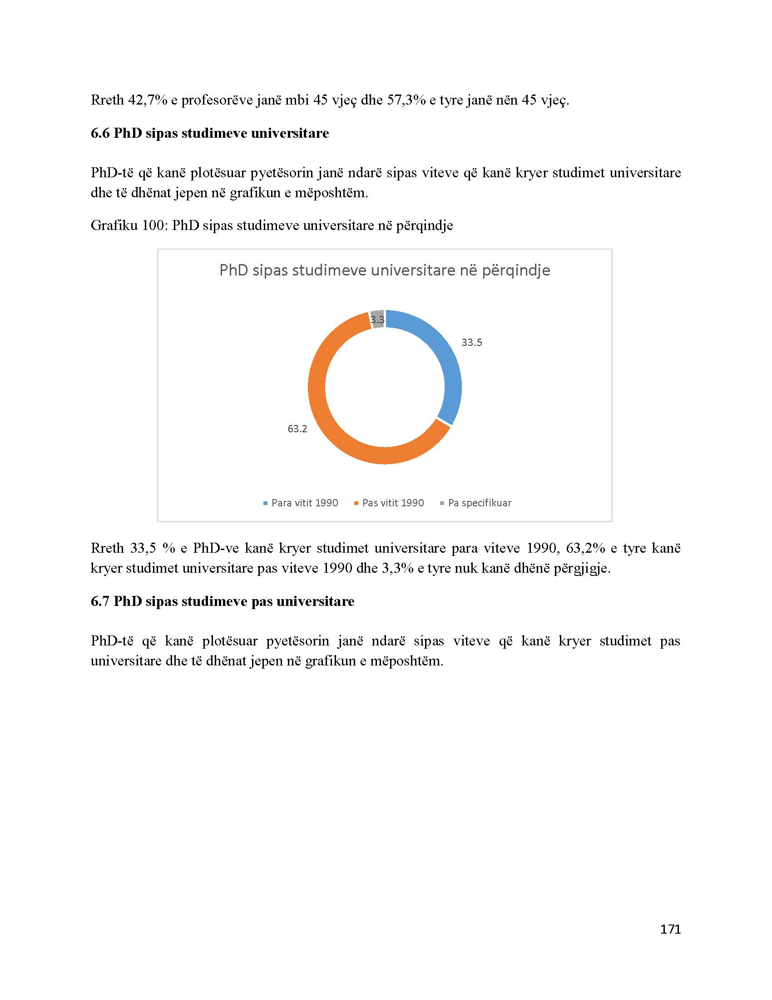 Rreth 42,7% e profesorëve janë mbi 45 vjeç dhe 57,3% e tyre janë nën 45 vjeç.
6.6 PhD sipas studimeve universitare
PhD-të që kanë plotësuar pyetësorin janë ndarë sipas viteve që kanë kryer studimet universitare
dhe të dhënat jepen në grafikun e mëposhtëm.
Grafiku 100: PhD sipas studimeve universitare në përqindje
PhD sipas studimeve universitare në përqindje
3.3
33.5
63.2
Para vitit 1990 Pas vitit 1990 Pa specifikuar
Rreth 33,5 % e PhD-ve kanë kryer studimet universitare para viteve 1990, 63,2% e tyre kanë
kryer studimet universitare pas viteve 1990 dhe 3,3% e tyre nuk kanë dhënë përgjigje.
6.7 PhD sipas studimeve pas universitare
PhD-të që kanë plotësuar pyetësorin janë ndarë sipas viteve që kanë kryer studimet pas
universitare dhe të dhënat jepen në grafikun e mëposhtëm.
171